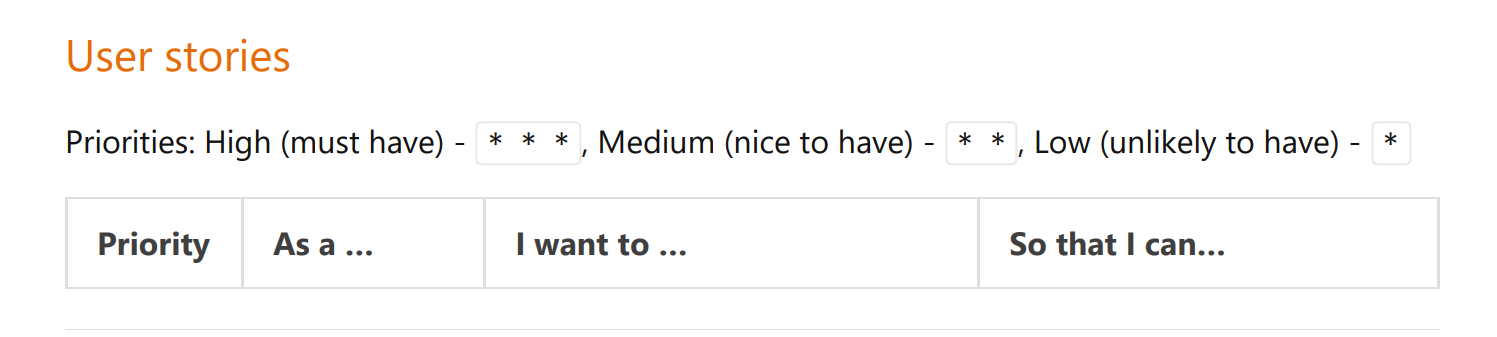 User stories
Priorities: High (must have) - * * *, Medium (nice to have) - * *, Low (unlikely to have) - *
Priority As a … I want to … So that I can…